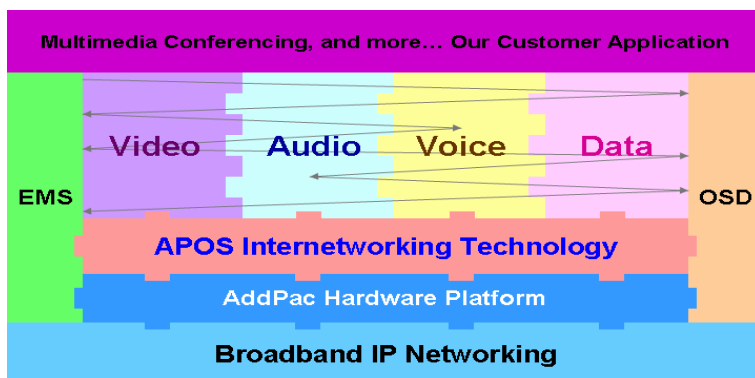 Multimedia Conferencing, and more... Our Customer Application
Video Audio Voice Data
EMS OSD
APOS Internetworking Technology
AddPac Hardware Platform
Broadband IP Networking